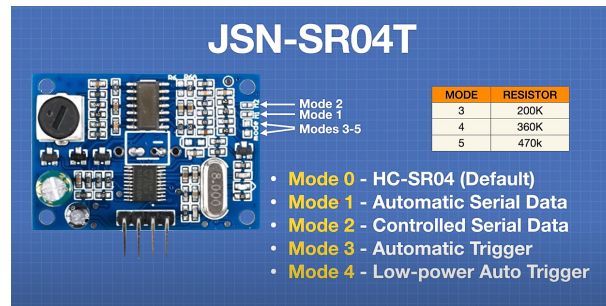 JSN-SR04T
Mode 2
Mode 1
Modes 3-5
8.000
MODE RESISTOR
3 200K
4 360K
5 470k
• Mode 0 - HC-SR04 (Default)
• Mode 1 - Automatic Serial Data
• Mode 2 - Controlled Serial Data
• Mode 3 - Automatic Trigger
• Mode 4 - Low-power Auto Trigger